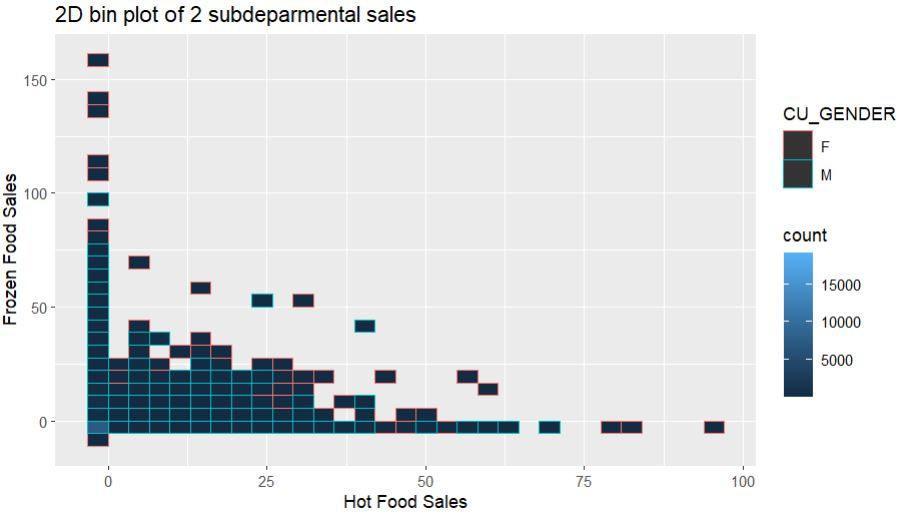 2D bin plot of 2 subdeparmental sales
Frozen Food Sales
150
100
50
0
0 25 50 75 100
Hot Food Sales
CU_GENDER
F
M
count
15000
10000
5000